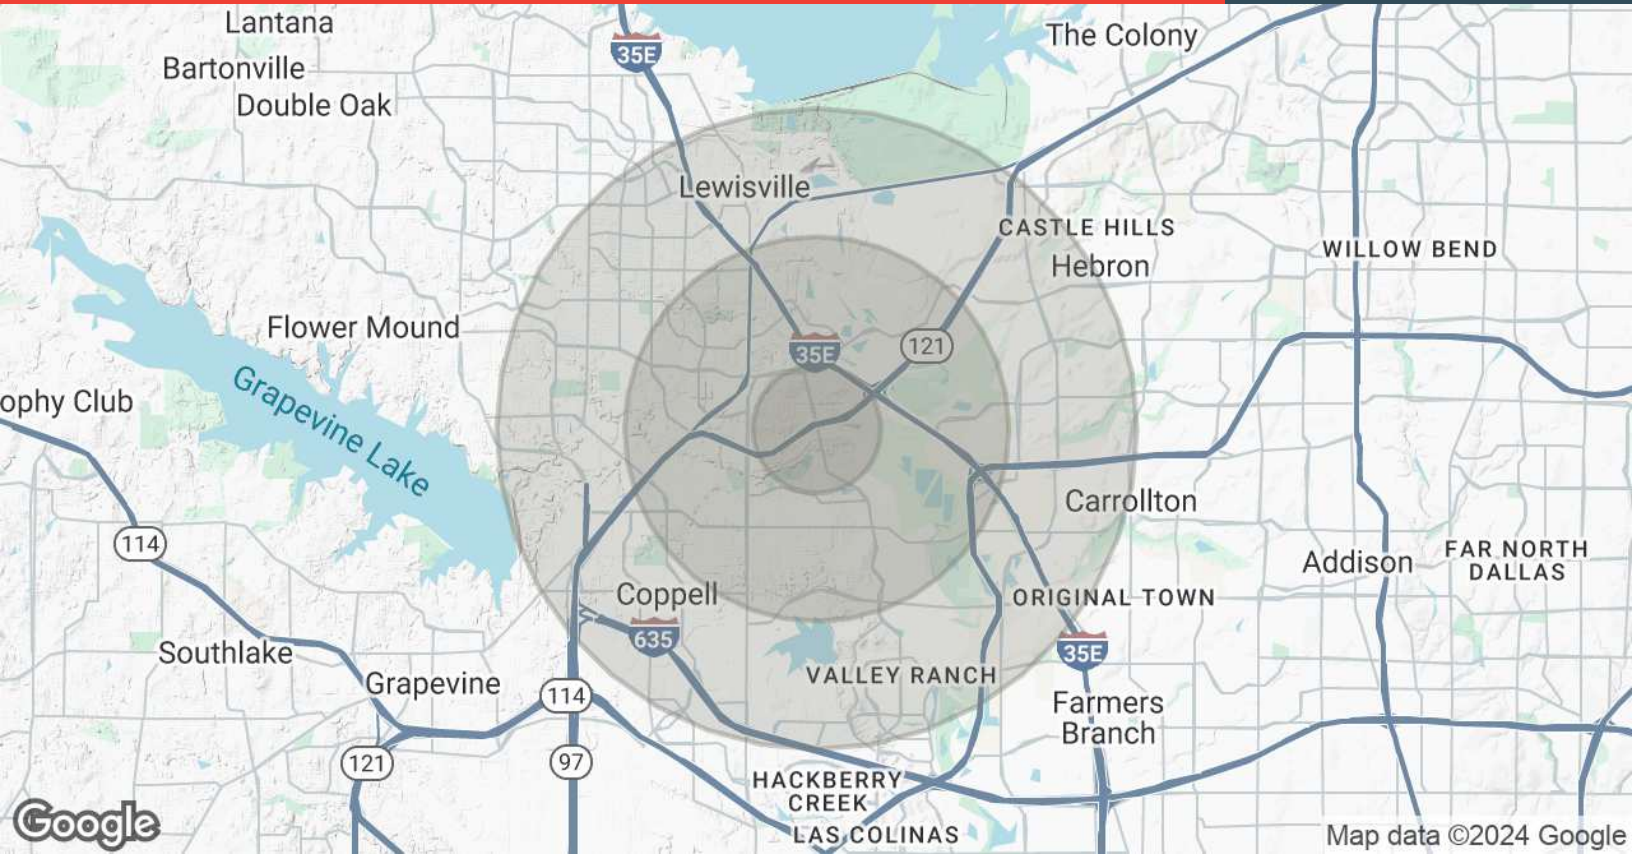 Lantana
The Colony
35E
Bartonville
Double Oak
Lewisville
CASTLE HILLS
WILLOW BEND
Hebron
Flower Mound
35E
121
Grapevine Lake
ophy Club
Carrollton
114
Addison
FAR NORTH
DALLAS
Coppell
ORIGINAL TOWN
635
Southlake
35E
VALLEY RANCH
Grapevine
114
Farmers
Branch
121
97
HACKBERRY
CREEK
Google
LAS COLINAS
Map data ©2024 Google